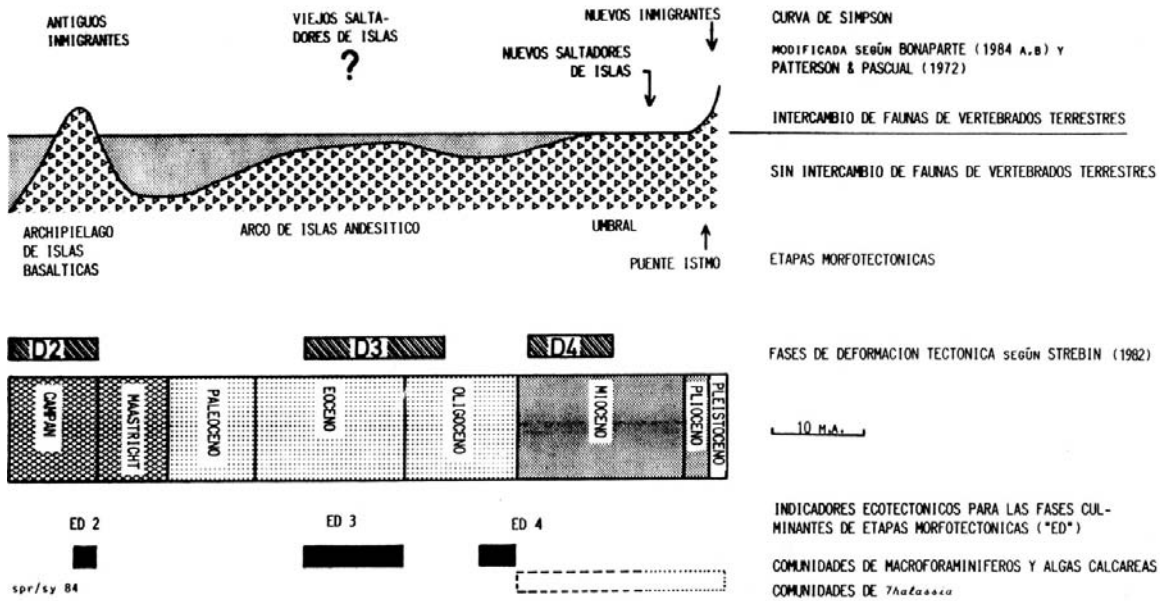 ANTIGUOS
INMIGRANTES
VIEJOS SALTA-
DORES DE ISLAS
?
NUEVOS INMIGRANTES
NUEVOS SALTADORES
DE ISLAS
CURVA DE SIMPSON
MODIFICADA SEGÚN BONAPARTE (1984 A,B) Y
PATTERSON & PASCUAL (1972)
INTERCAMBIO DE FAUNAS DE VERTEBRADOS TERRESTRES
SIN INTERCAMBIO DE FAUNAS DE VERTEBRADOS TERRESTRES
ARCHIPIELAGO
DE ISLAS
BASALTICAS
ARCO DE ISLAS ANDESITICO
UMBRAL
PUENTE ISTMO
ETAPAS MORFOTECTONICAS
D2
D3
D4
FASES DE DEFORMACION TECTONICA SEGÚN STREBIN (1982)
CAMPAN
MAASTRICHT
PALEOCENO
EOCENO
OLIGOCENO
MIOCENO
PLIOCENO
PLEISTOCENO
10 M.A.
ED 2
ED 3
ED 4
INDICADORES ECOTECTONICOS PARA LAS FASES CUL-
MINANTES DE ETAPAS MORFOTECTONICAS ("ED")
COMUNIDADES DE MACROFORAMINIFEROS Y ALGAS CALCAREAS
COMUNIDADES DE Thalassia
spr/sy 84